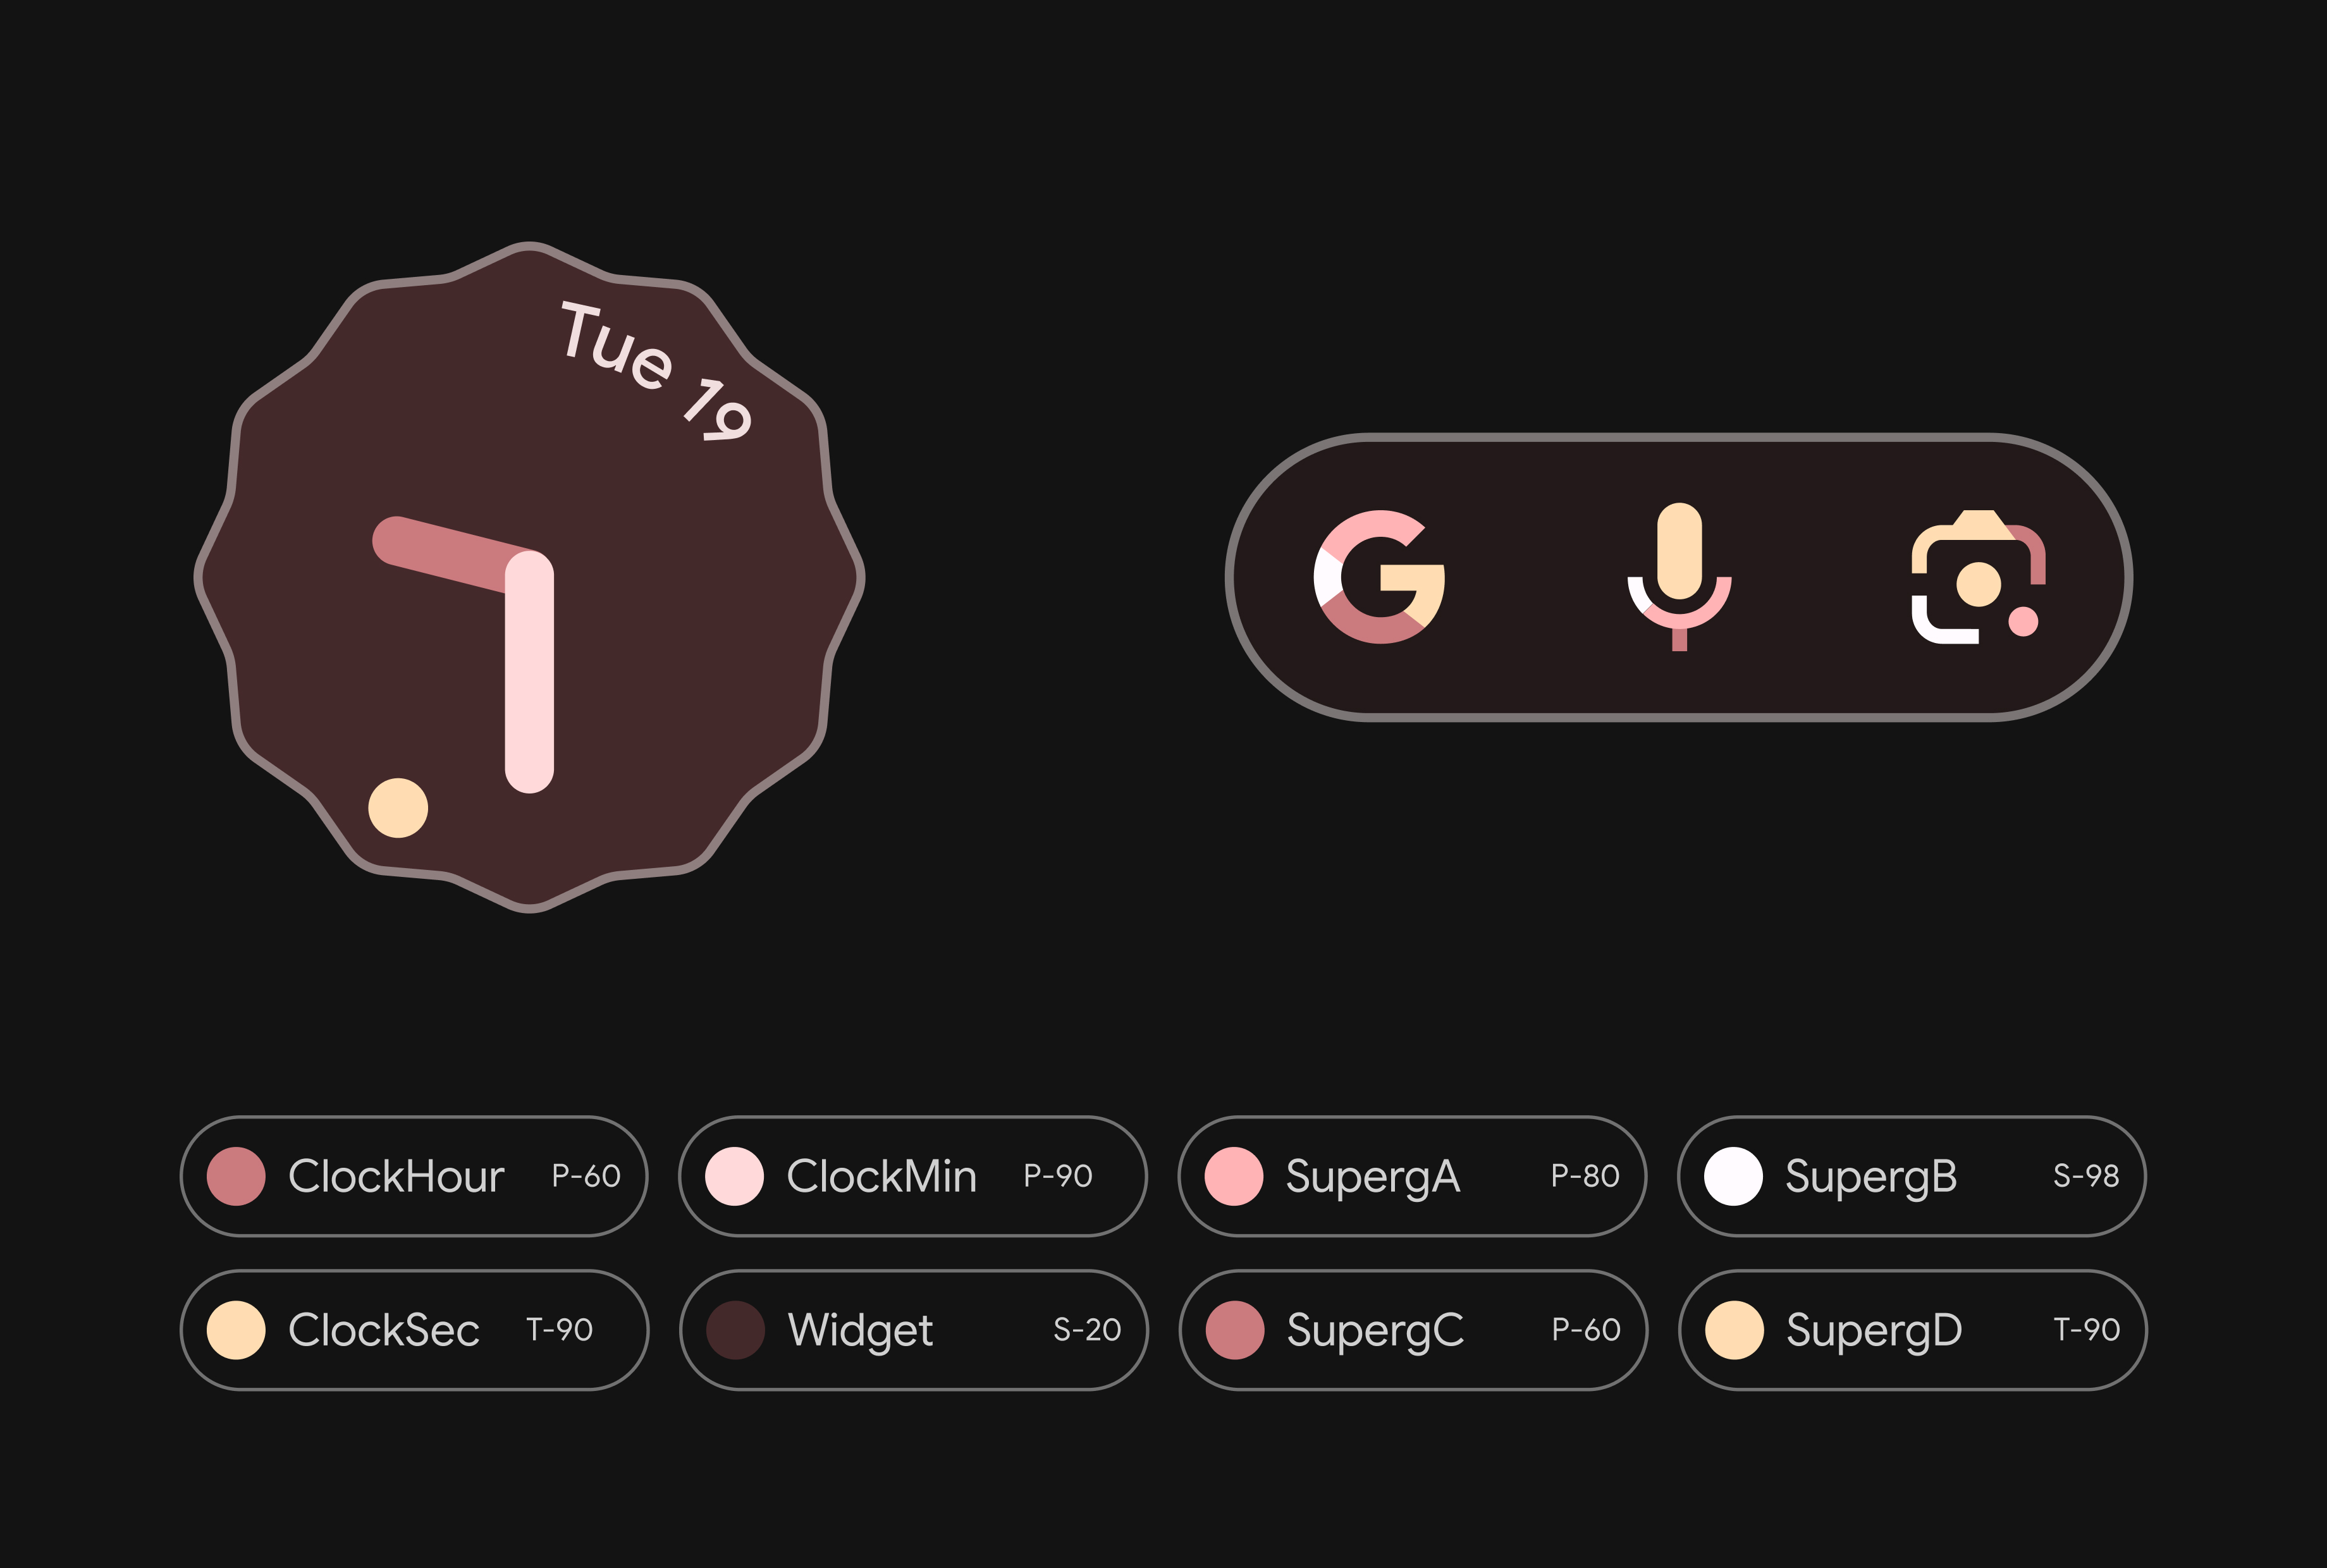 Tue 19
ClockHour P-60
ClockMin P-90
SupergA P-80
SupergB S-98
ClockSec T-90
Widget S-20
SupergC P-60
SupergD T-90